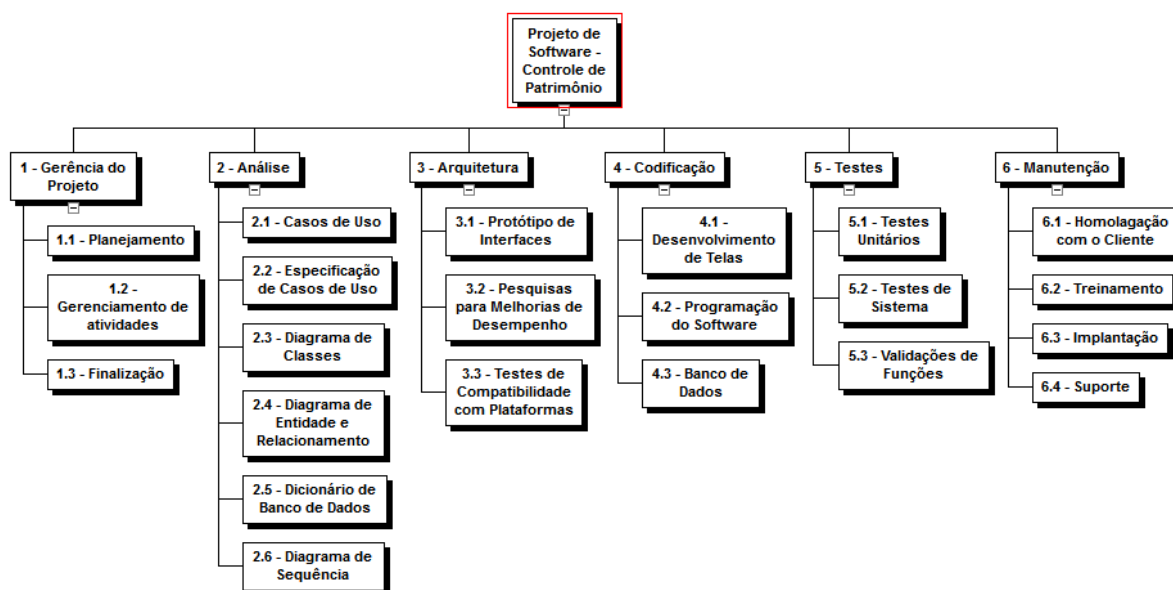 Projeto de
Software -
Controle de
Patrimônio
1 - Gerência do
Projeto
1.1 - Planejamento
1.2 -
Gerenciamento de
atividades
1.3 - Finalização
2 - Análise
2.1 - Casos de Uso
2.2 - Especificação
de Casos de Uso
2.3 - Diagrama de
Classes
2.4 - Diagrama de
Entidade e
Relacionamento
2.5 - Dicionário de
Banco de Dados
2.6 - Diagrama de
Sequência
3 - Arquitetura
3.1 - Protótipo de
Interfaces
3.2 - Pesquisas
para Melhorias de
Desempenho
3.3 - Testes de
Compatibilidade
com Plataformas
4 - Codificação
4.1 -
Desenvolvimento
de Telas
4.2 - Programação
do Software
4.3 - Banco de
Dados
5 - Testes
5.1 - Testes
Unitários
5.2 - Testes de
Sistema
5.3 - Validações de
Funções
6 - Manutenção
6.1 - Homolagação
com o Cliente
6.2 - Treinamento
6.3 - Implantação
6.4 - Suporte